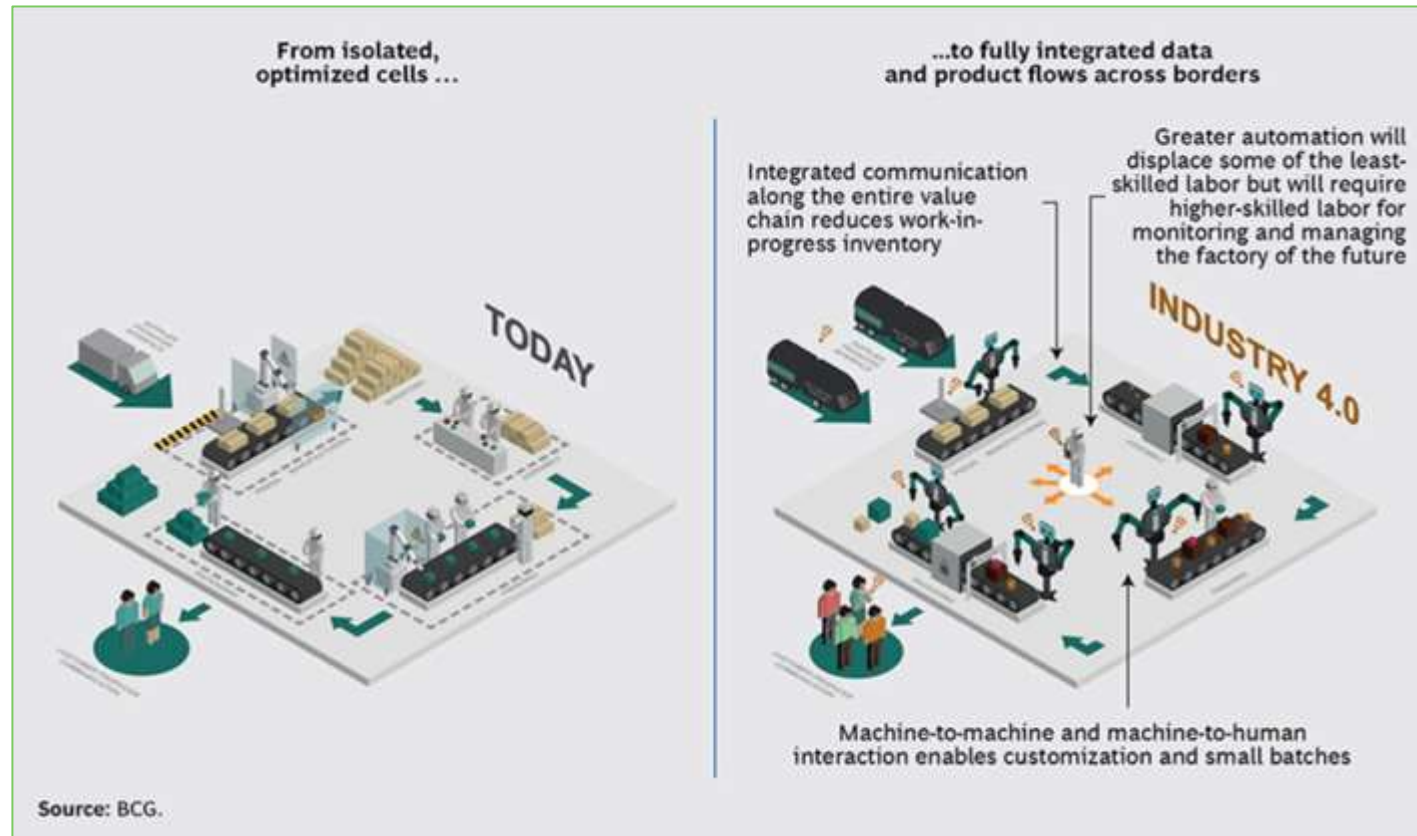 From isolated,
optimized cells ...
...to fully integrated data
and product flows across borders
Integrated communication
along the entire value
chain reduces work-in-
progress inventory
Greater automation will
displace some of the least-
skilled labor but will require
higher-skilled labor for
monitoring and managing
the factory of the future
TODAY
INDUSTRY 4.0
Machine-to-machine and machine-to-human
interaction enables customization and small batches
Source: BCG.